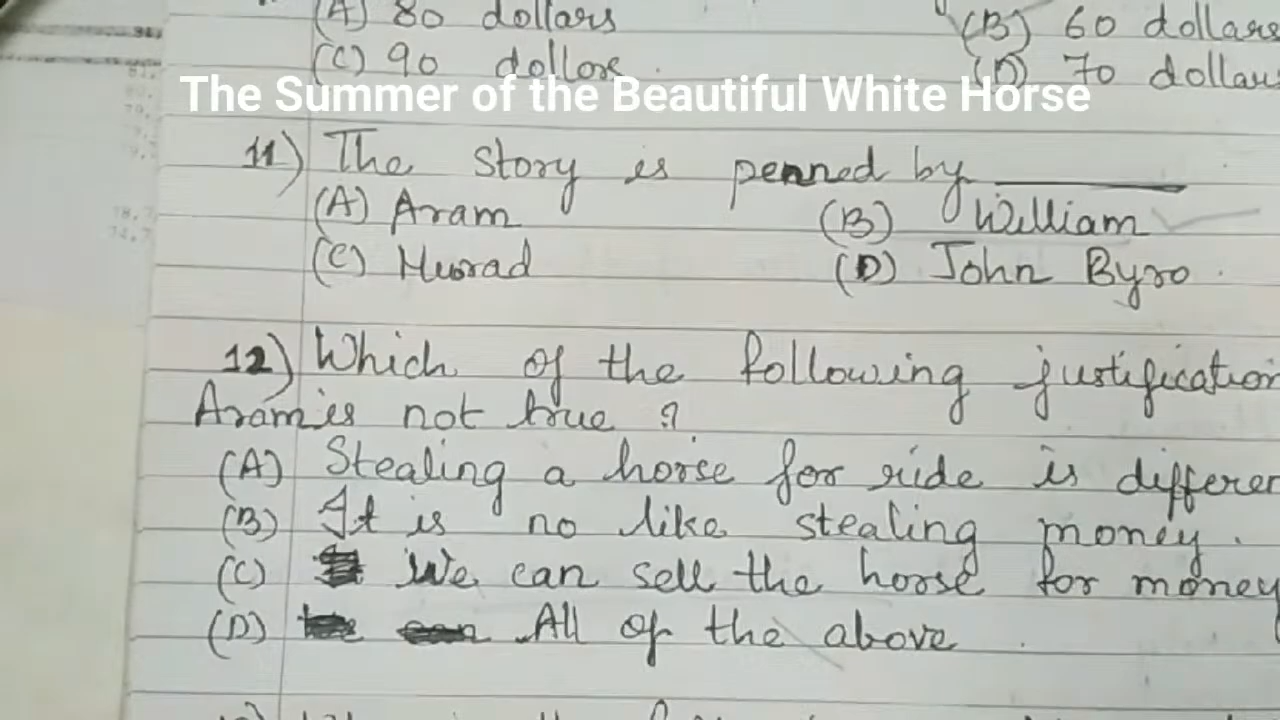 (A) 80 dollars (B) 60 dollars
(C) 90 dollore (D) 70 dollars
The Summer of the Beautiful White Horse
11) The story is penned by ______
(A) Aram (B) William
(C) Murad (D) John Byro.
12) Which of the following justification
Aram is not true ?
(A) Stealing a horse for ride is differen
(B) It is no like stealing money.
(C) We can sell the horse for money
(D) All of the above.